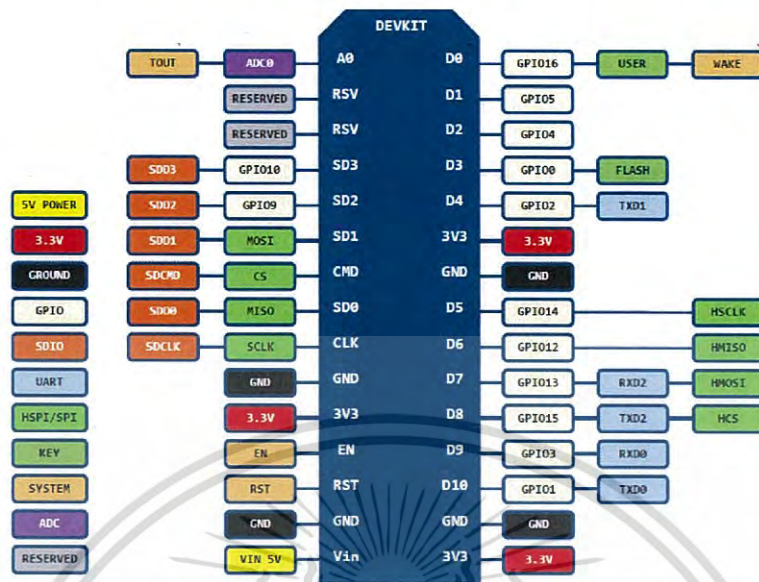 DEVKIT
TOUT ADC0 A0 D0 GPIO16 USER WAKE
RESERVED RSV D1 GPIO5
RESERVED RSV D2 GPIO4
SDD3 GPIO10 SD3 D3 GPIO0 FLASH
5V POWER SDD2 GPIO9 SD2 D4 GPIO2 TXD1
3.3V SDD1 MOSI SD1 3V3 3.3V
GROUND SDCMD CS CMD GND GND
GPIO SDD0 MISO SD0 D5 GPIO14 HSCLK
SDIO SDCLK SCLK CLK D6 GPIO12 HMISO
UART GND GND D7 GPIO13 RXD2 HMOSI
HSPI/SPI 3.3V 3V3 D8 GPIO15 TXD2 HCS
KEY EN EN D9 GPIO3 RXD0
SYSTEM RST RST D10 GPIO1 TXD0
ADC GND GND GND GND
RESERVED VIN 5V Vin 3V3 3.3V